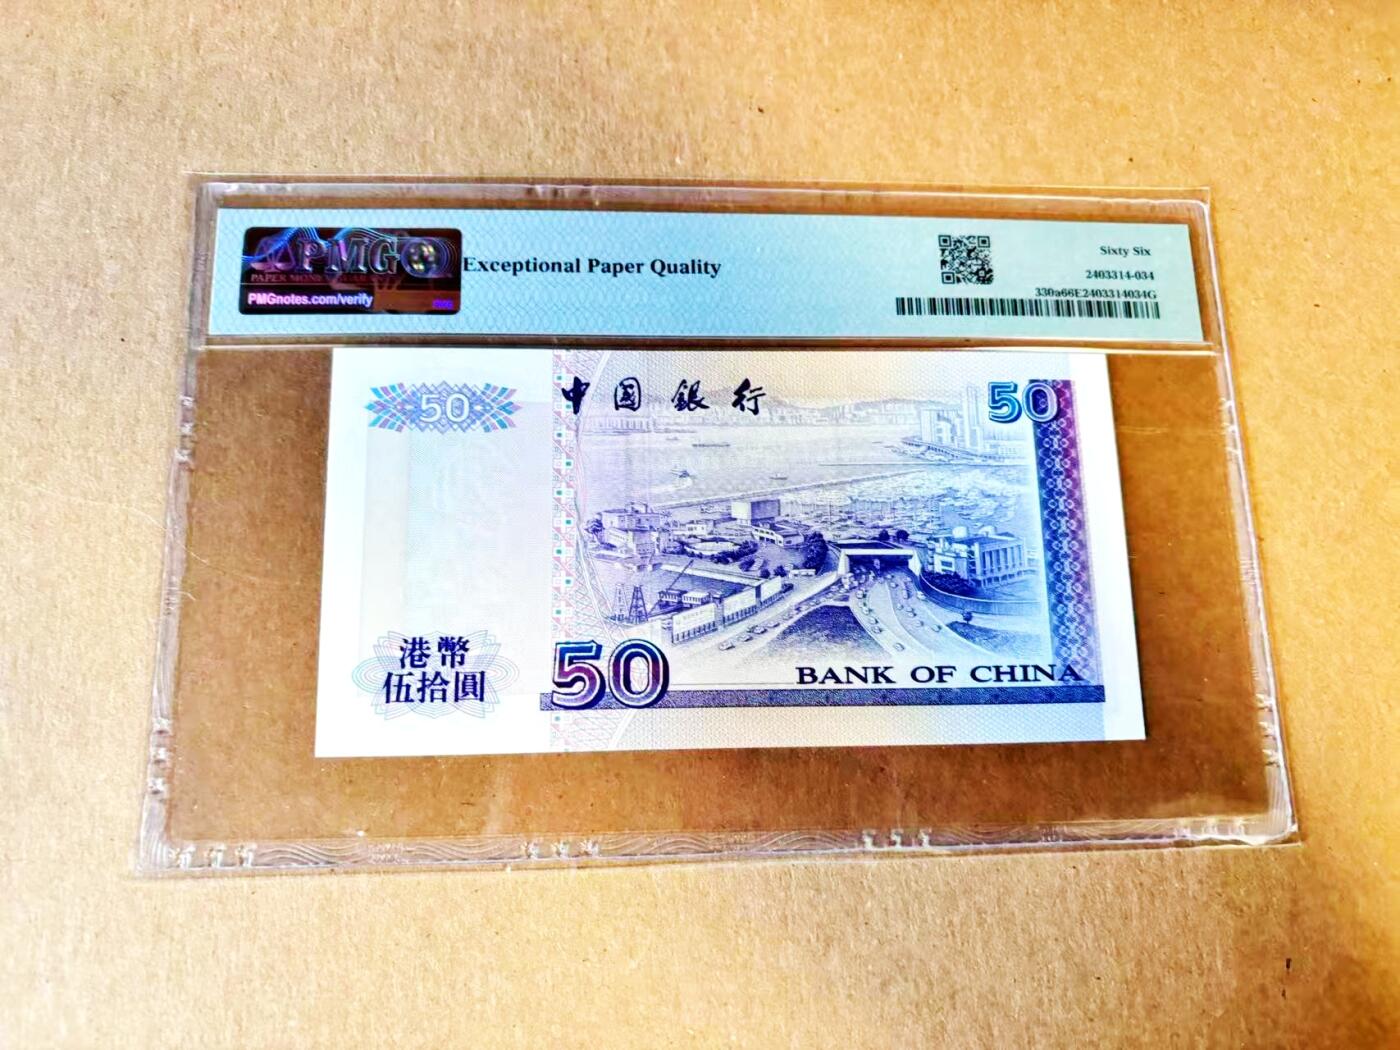 PMG
PAPER MONEY GUARANTY
PMGnotes.com/verify
Exceptional Paper Quality
Sixty Six
2403314-034
330a66E2403314034G
50
中國銀行
50
港幣
伍拾圓
50
BANK OF CHINA